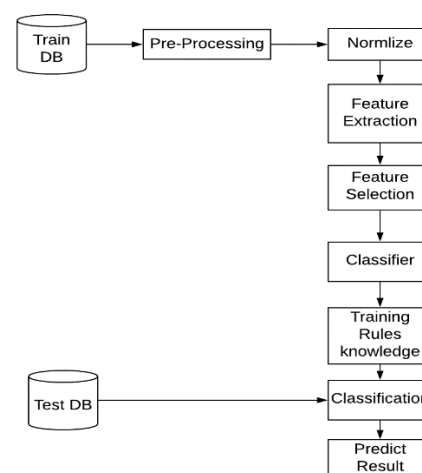 Train
DB
Pre-Processing
Normlize
Feature
Extraction
Feature
Selection
Classifier
Training
Rules
knowledge
Test DB
Classification
Predict
Result